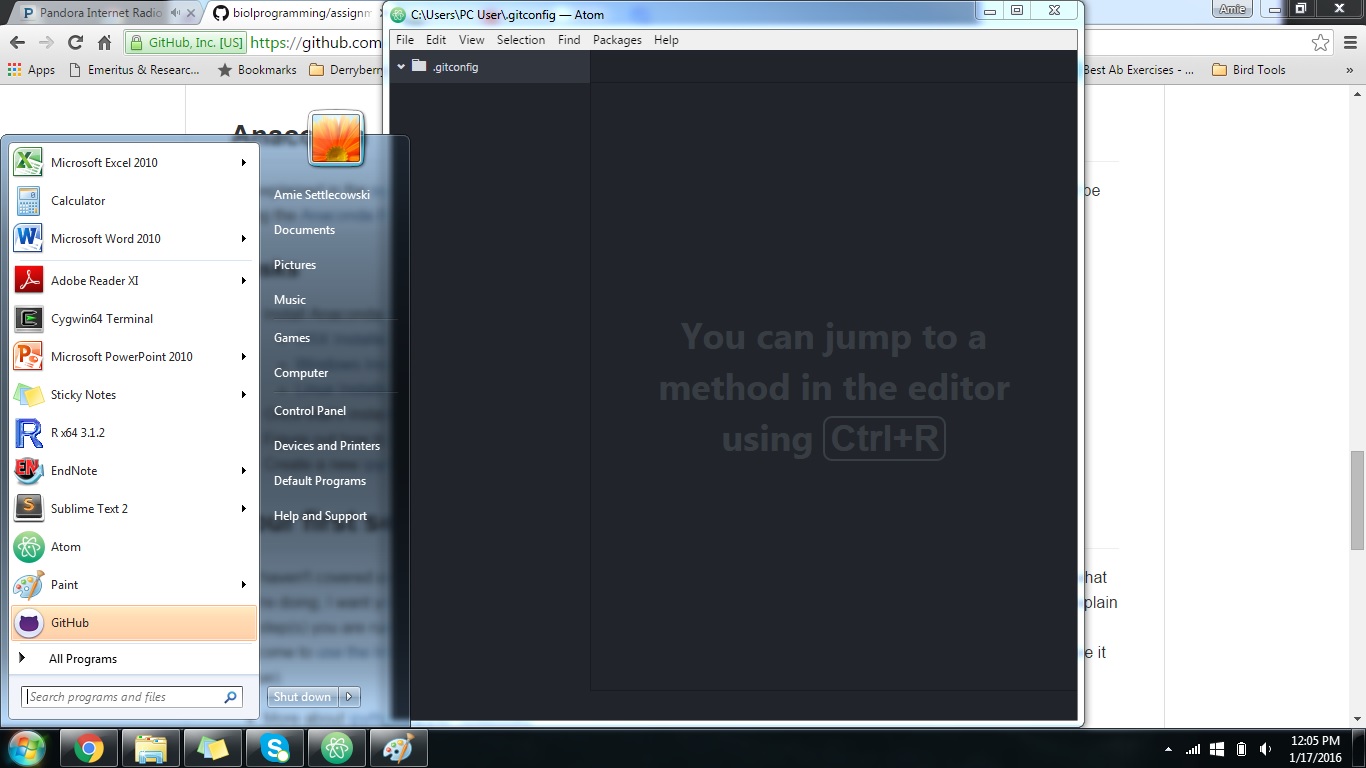 Pandora Internet Radio
biolprogramming/assignm
C:\Users\PC User\.gitconfig — Atom
Amie
GitHub, Inc. [US]
https://github.com
File Edit View Selection Find Packages Help
Apps
Emeritus & Researc...
Bookmarks
Derryberry
Best Ab Exercises - ...
Bird Tools
»
.gitconfig
Anaco
be
Microsoft Excel 2010
Calculator
Microsoft Word 2010
Adobe Reader XI
Cygwin64 Terminal
Microsoft PowerPoint 2010
Sticky Notes
R x64 3.1.2
EndNote
Sublime Text 2
Atom
Paint
GitHub
All Programs
Search programs and files
Amie Settlecowski
Documents
Pictures
Music
Games
Computer
Control Panel
Devices and Printers
Default Programs
Help and Support
Shut down
You can jump to a
method in the editor
using Ctrl+R
hat
plain
e it
12:05 PM
1/17/2016